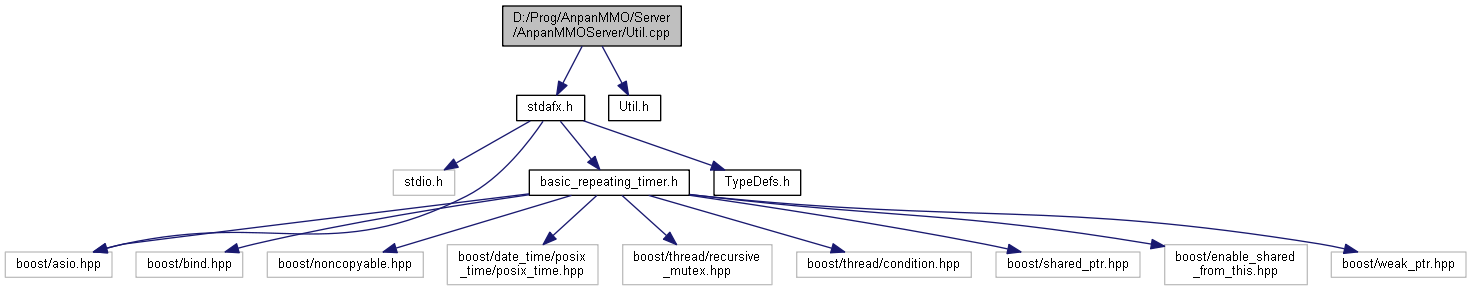 D:/Prog/AnpanMMO/Server
/AnpanMMOServer/Util.cpp
stdafx.h
Util.h
stdio.h
basic_repeating_timer.h
TypeDefs.h
boost/asio.hpp
boost/bind.hpp
boost/noncopyable.hpp
boost/date_time/posix
_time/posix_time.hpp
boost/thread/recursive
_mutex.hpp
boost/thread/condition.hpp
boost/shared_ptr.hpp
boost/enable_shared
_from_this.hpp
boost/weak_ptr.hpp